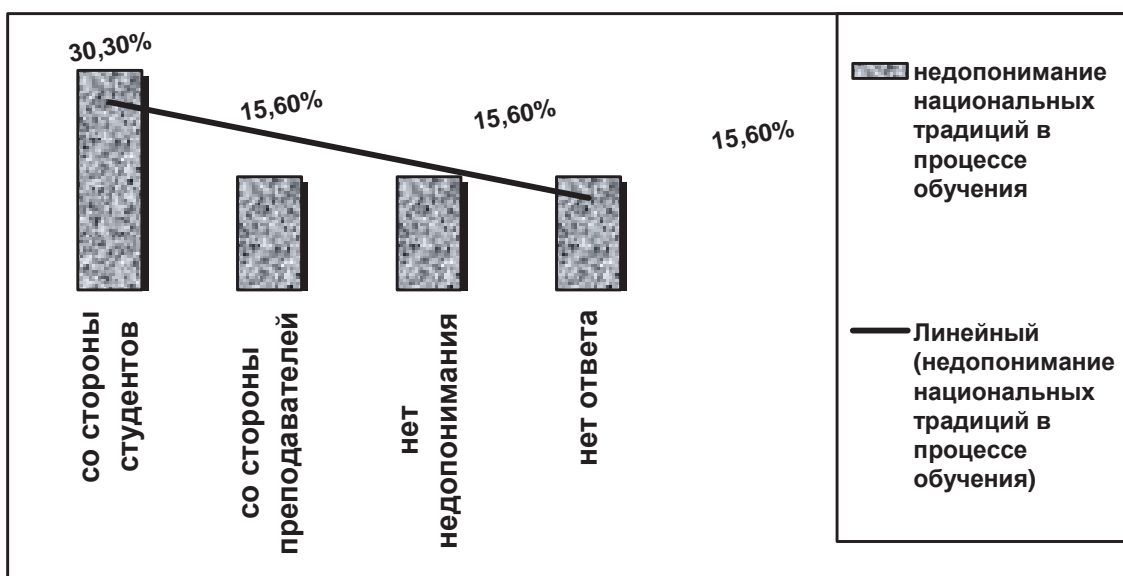 30,30%
15,60%
15,60%
15,60%
со стороны
студентов
со стороны
преподавателей
нет
недопонимания
нет ответа
недопонимание
национальных
традиций в
процессе
обучения
Линейный
(недопонимание
национальных
традиций в
процессе
обучения)